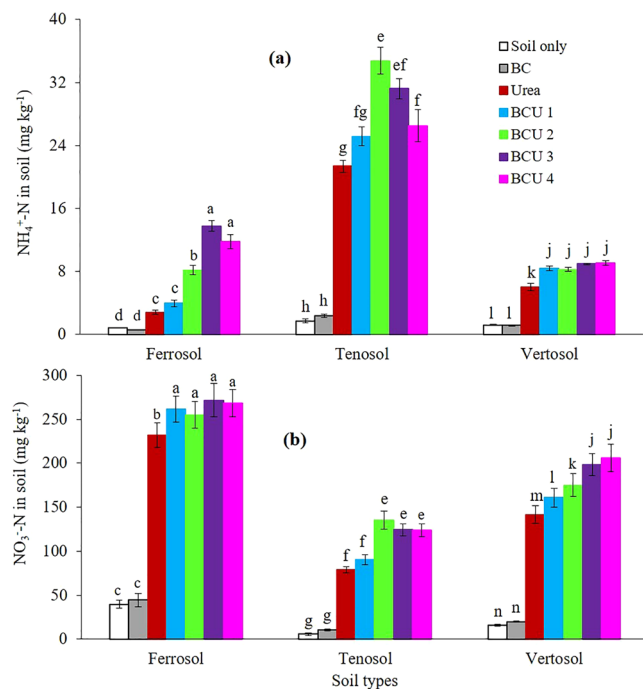 40
32
24
16
8
0
NH₄⁺-N in soil (mg kg⁻¹)
(a)
Soil only
BC
Urea
BCU 1
BCU 2
BCU 3
BCU 4
d d c c b a a
h h g fg e ef f
l l k j j j j
Ferrosol Tenosol Vertosol
300
250
200
150
100
50
0
NO₃⁻-N in soil (mg kg⁻¹)
(b)
c c b a a a a
g g f f e e e
n n m l k j j
Ferrosol Tenosol Vertosol
Soil types